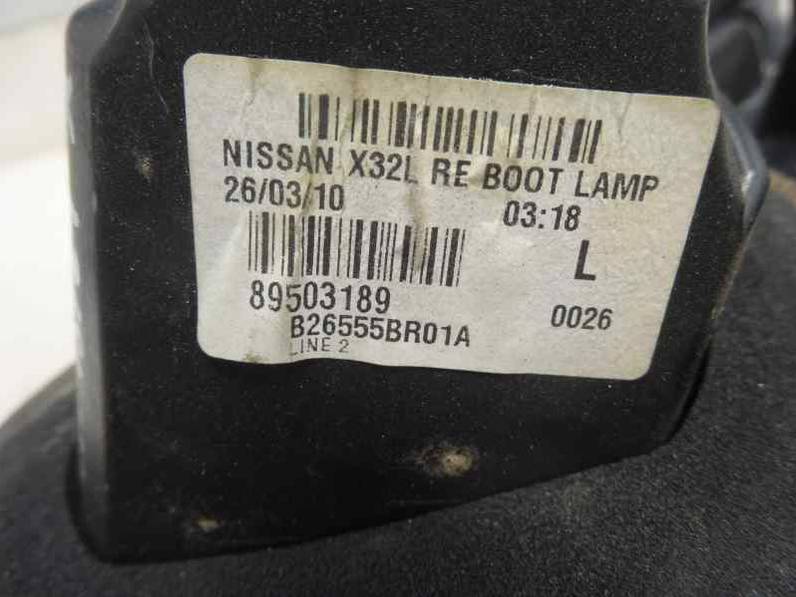 NISSAN X32L RE BOOT LAMP
26/03/10 03:18
L
89503189 0026
B26555BR01A
LINE 2